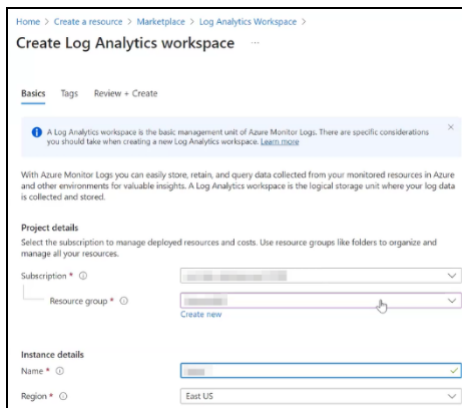 Home > Create a resource > Marketplace > Log Analytics Workspace >
Create Log Analytics workspace ...
Basics Tags Review + Create
A Log Analytics workspace is the basic management unit of Azure Monitor Logs. There are specific considerations
you should take when creating a new Log Analytics workspace. Learn more
With Azure Monitor Logs you can easily store, retain, and query data collected from your monitored resources in Azure
and other environments for valuable insights. A Log Analytics workspace is the logical storage unit where your log data
is collected and stored.
Project details
Select the subscription to manage deployed resources and costs. Use resource groups like folders to organize and
manage all your resources.
Subscription *
Resource group *
Create new
Instance details
Name *
Region * East US